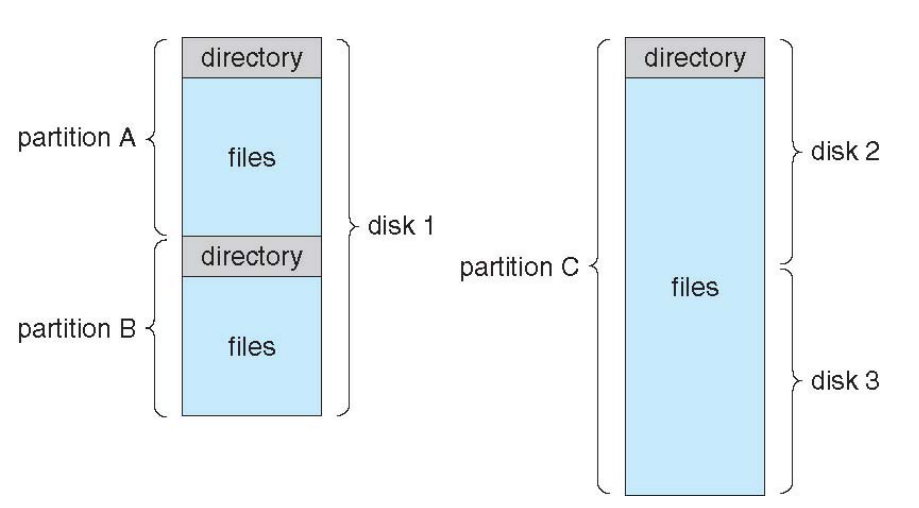 directory
partition A
files
disk 1
directory
partition B
files
directory
disk 2
partition C
files
disk 3